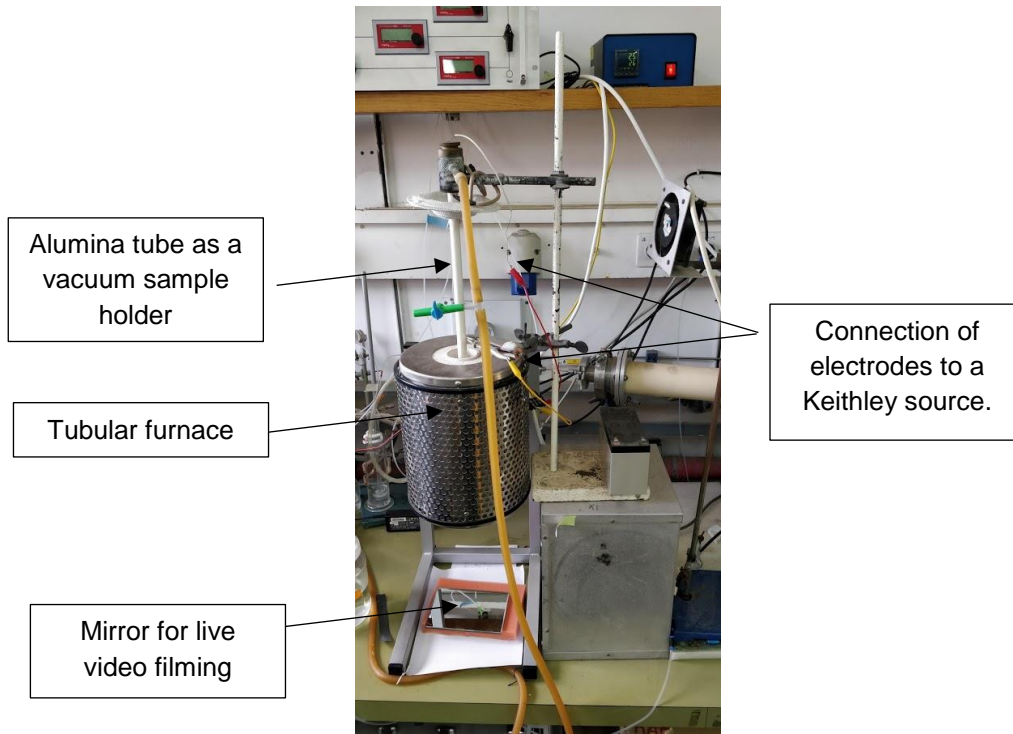 Alumina tube as a
vacuum sample
holder
Connection of
electrodes to a
Keithley source.
Tubular furnace
Mirror for live
video filming